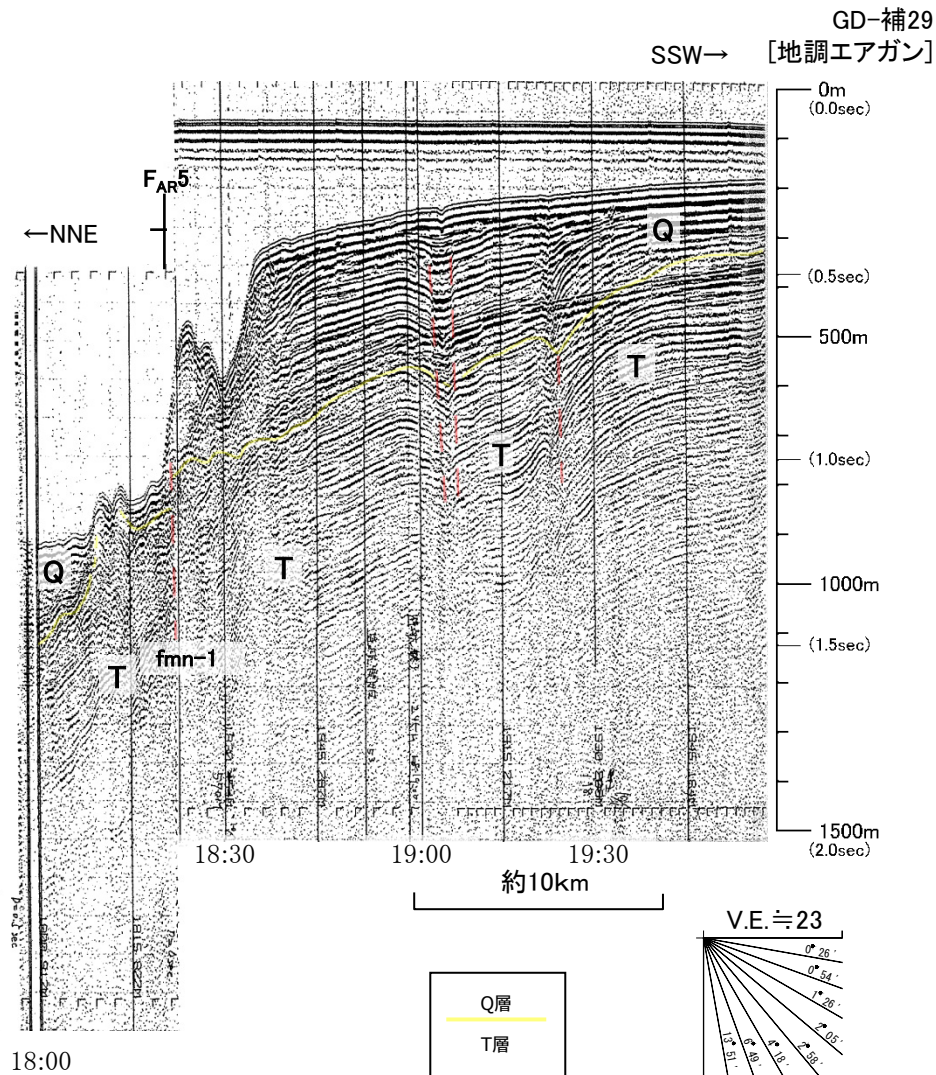 GD-補29
SSW→ [地調エアガン]
0m
(0.0sec)
F_AR5
←NNE
Q
(0.5sec)
500m
T
T
(1.0sec)
Q
T
1000m
fmn-1
T
(1.5sec)
1500m
(2.0sec)
18:30 19:00 19:30
約10km
V.E.≒23
0°26′
0°54′
1°26′
2°05′
2°58′
4°18′
6°49′
13°51′
Q層
T層
18:00